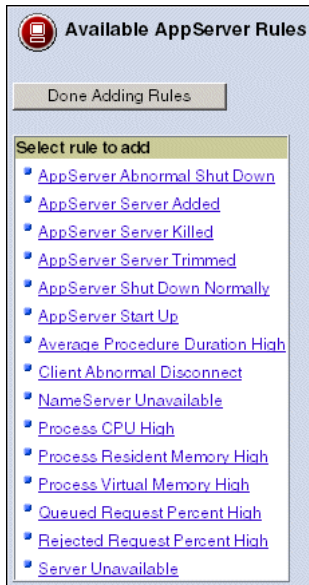 Available AppServer Rules
Done Adding Rules
Select rule to add
AppServer Abnormal Shut Down
AppServer Server Added
AppServer Server Killed
AppServer Server Trimmed
AppServer Shut Down Normally
AppServer Start Up
Average Procedure Duration High
Client Abnormal Disconnect
NameServer Unavailable
Process CPU High
Process Resident Memory High
Process Virtual Memory High
Queued Request Percent High
Rejected Request Percent High
Server Unavailable